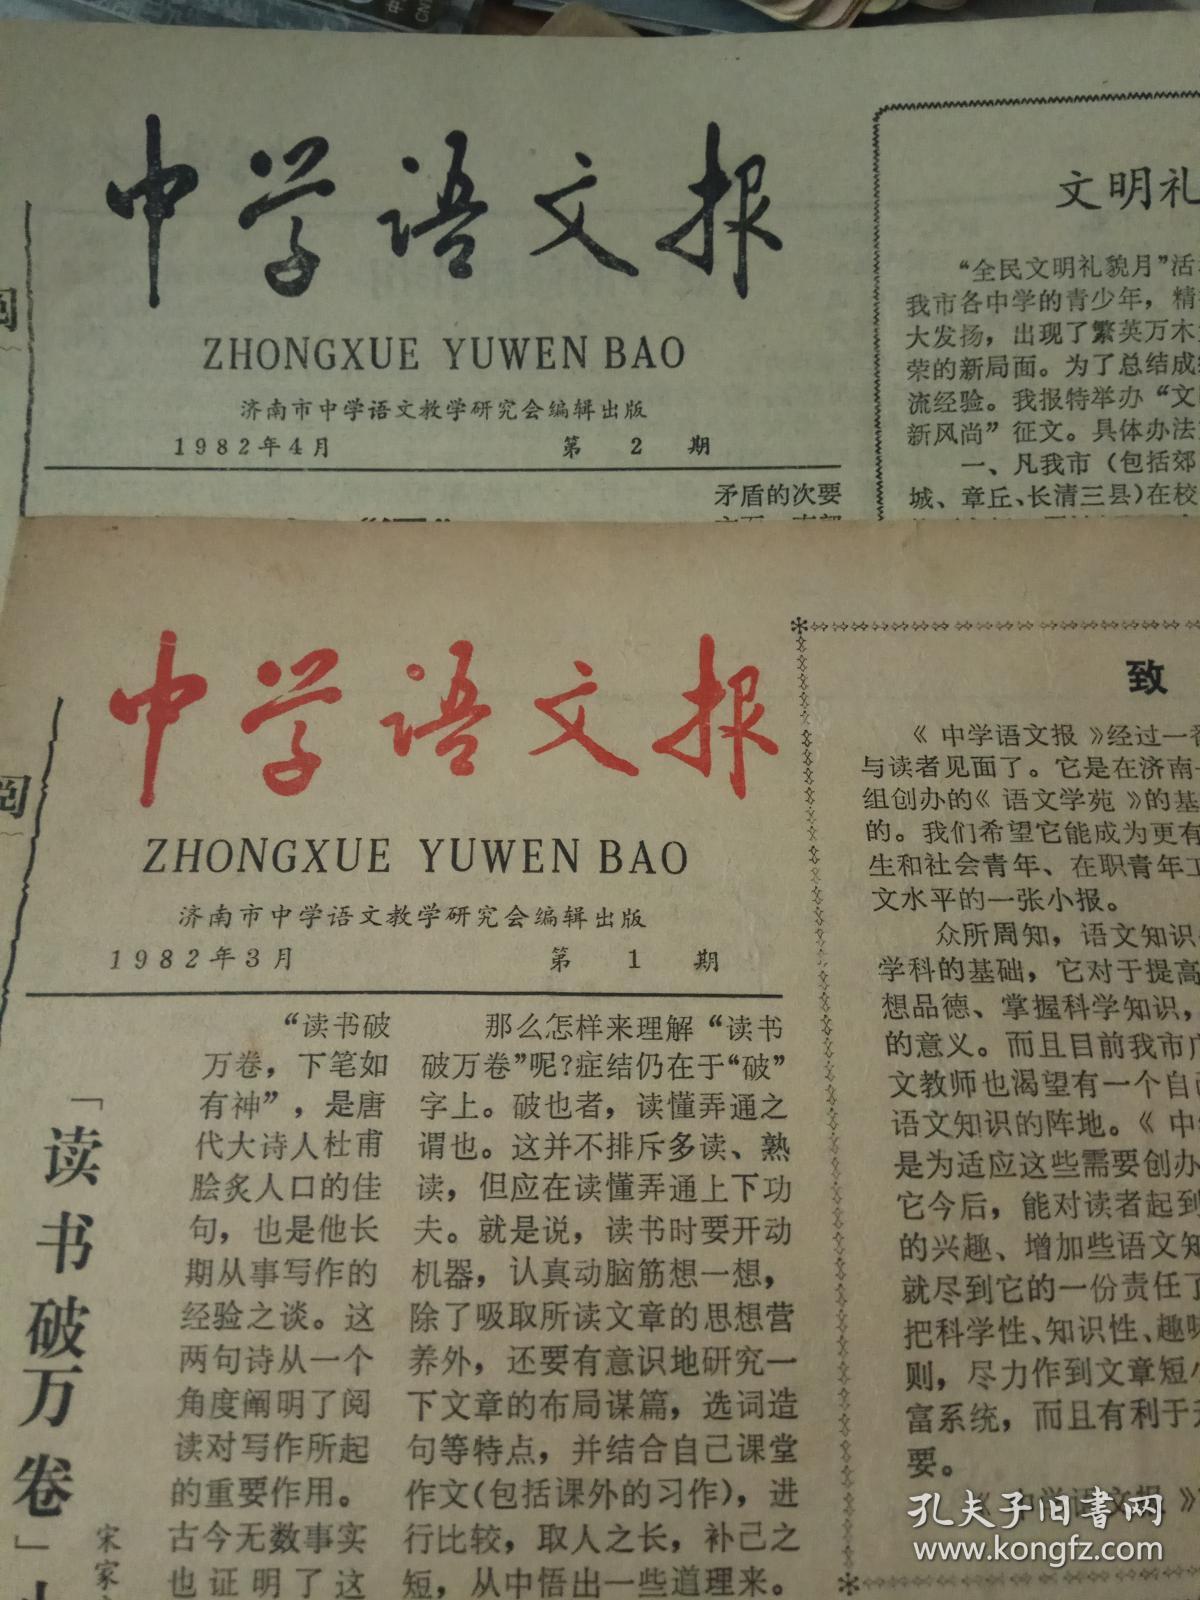 中学语文报
ZHONGXUE YUWEN BAO
济南市中学语文教学研究会编辑出版
1982年4月 第 2 期
矛盾的次要
文明礼
“全民文明礼貌月”活
我市各中学的青少年，精
大发扬，出现了繁英万木
荣的新局面。为了总结成
流经验。我报特举办“文
新风尚”征文。具体办法
一、凡我市（包括郊
城、章丘、长清三县）在校
阅
中学语文报
ZHONGXUE YUWEN BAO
济南市中学语文教学研究会编辑出版
1982年3月 第 1 期
「读书破万卷」
宋家
“读书破
万卷，下笔如
有神”，是唐
代大诗人杜甫
脍炙人口的佳
句，也是他长
期从事写作的
经验之谈。这
两句诗从一个
角度阐明了阅
读对写作所起
的重要作用。
古今无数事实
也证明了这
那么怎样来理解“读书
破万卷”呢？症结仍在于“破”
字上。破也者，读懂弄通之
谓也。这并不排斥多读、熟
读，但应在读懂弄通上下功
夫。就是说，读书时要开动
机器，认真动脑筋想一想，
除了吸取所读文章的思想营
养外，还要有意识地研究一
下文章的布局谋篇，选词造
句等特点，并结合自己课堂
作文（包括课外的习作），进
行比较，取人之长，补己之
短，从中悟出一些道理来。
致
《中学语文报》经过一
与读者见面了。它是在济南
组创办的《语文学苑》的基
的。我们希望它能成为更有
生和社会青年、在职青年工
文水平的一张小报。
众所周知，语文知识
学科的基础，它对于提高
想品德、掌握科学知识，
的意义。而且目前我市广
文教师也渴望有一个自己
语文知识的阵地。《中
是为适应这些需要创办
它今后，能对读者起到
的兴趣、增加些语文知
就尽到它的一份责任了
把科学性、知识性、趣味
则，尽力作到文章短小
富系统，而且有利于
要。
《中学语文报》
孔夫子旧书网
www.kongfz.com